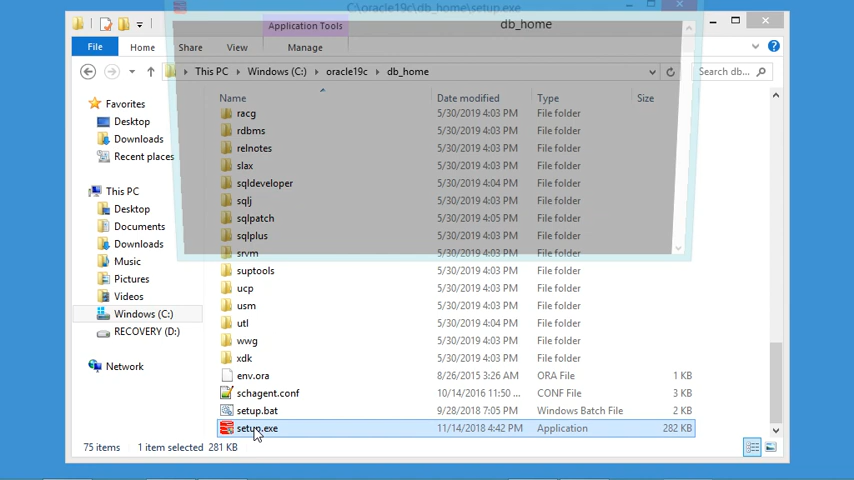 C:\oracle19c\db_home\setup.exe
Application Tools
db_home
File Home Share View Manage
This PC Windows (C:) oracle19c db_home
Search db...
Name Date modified Type Size
racg 5/30/2019 4:03 PM File folder
rdbms 5/30/2019 4:03 PM File folder
relnotes 5/30/2019 4:03 PM File folder
slax 5/30/2019 4:03 PM File folder
sqldeveloper 5/30/2019 4:04 PM File folder
sqlj 5/30/2019 4:03 PM File folder
sqlpatch 5/30/2019 4:05 PM File folder
sqlplus 5/30/2019 4:03 PM File folder
srvm 5/30/2019 4:03 PM File folder
suptools 5/30/2019 4:03 PM File folder
ucp 5/30/2019 4:03 PM File folder
usm 5/30/2019 4:03 PM File folder
utl 5/30/2019 4:04 PM File folder
wwg 5/30/2019 4:03 PM File folder
xdk 5/30/2019 4:03 PM File folder
env.ora 8/26/2015 3:26 AM ORA File 1 KB
schagent.conf 10/14/2016 11:50 ... CONF File 3 KB
setup.bat 9/28/2018 7:05 PM Windows Batch File 2 KB
setup.exe 11/14/2018 4:42 PM Application 282 KB
Favorites
Desktop
Downloads
Recent places
This PC
Desktop
Documents
Downloads
Music
Pictures
Videos
Windows (C:)
RECOVERY (D:)
Network
75 items 1 item selected 281 KB